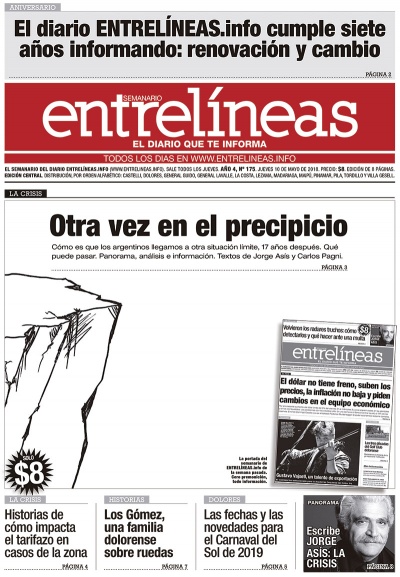 ANIVERSARIO
El diario ENTRELÍNEAS.info cumple siete
años informando: renovación y cambio
PÁGINA 2
SEMANARIO
entrelíneas
EL DIARIO QUE TE INFORMA
TODOS LOS DIAS EN WWW.ENTRELINEAS.INFO
EL SEMANARIO DEL DIARIO ENTRELÍNEAS.INFO (WWW.ENTRELINEAS.INFO), SALE TODOS LOS JUEVES. AÑO 4, Nº 175. JUEVES 10 DE MAYO DE 2018. PRECIO: $8. EDICIÓN DE 8 PÁGINAS.
EDICIÓN CENTRAL. DISTRIBUCIÓN, POR ORDEN ALFABÉTICO: CASTELLI, DOLORES, GENERAL GUIDO, GENERAL LAVALLE, LA COSTA, LEZAMA, MADARIAGA, MAIPÚ, PINAMAR, PILA, TORDILLO Y VILLA GESELL.
LA CRISIS
Otra vez en el precipicio
Cómo es que los argentinos llegamos a otra situación límite, 17 años después. Qué
puede pasar. Panorama, análisis e información. Textos de Jorge Asís y Carlos Pagni.
PÁGINA 3
Volvieron los radares truchos: cómo
detectarlos y qué hacer ante una multa
$8
entrelíneas
El dólar no tiene freno, suben los
precios, la inflación no baja y piden
cambios en el equipo económico
Gustavo Vajarét, un talento de exportación
La portada del
semanario de
ENTRELÍNEAS.info de
la semana pasada.
Cero promoción,
todo información.
SOLO
$8
LA CRISIS
Historias de
cómo impacta
el tarifazo en
casos de la zona
PÁGINA 4
HISTORIAS
Los Gómez,
una familia
dolorense
sobre ruedas
PÁGINA 7
DOLORES
Las fechas y las
novedades para
el Carnaval del
Sol de 2019
PÁGINA 5
PANORAMA
Escribe
JORGE
ASÍS: LA
CRISIS
PÁGINA 3